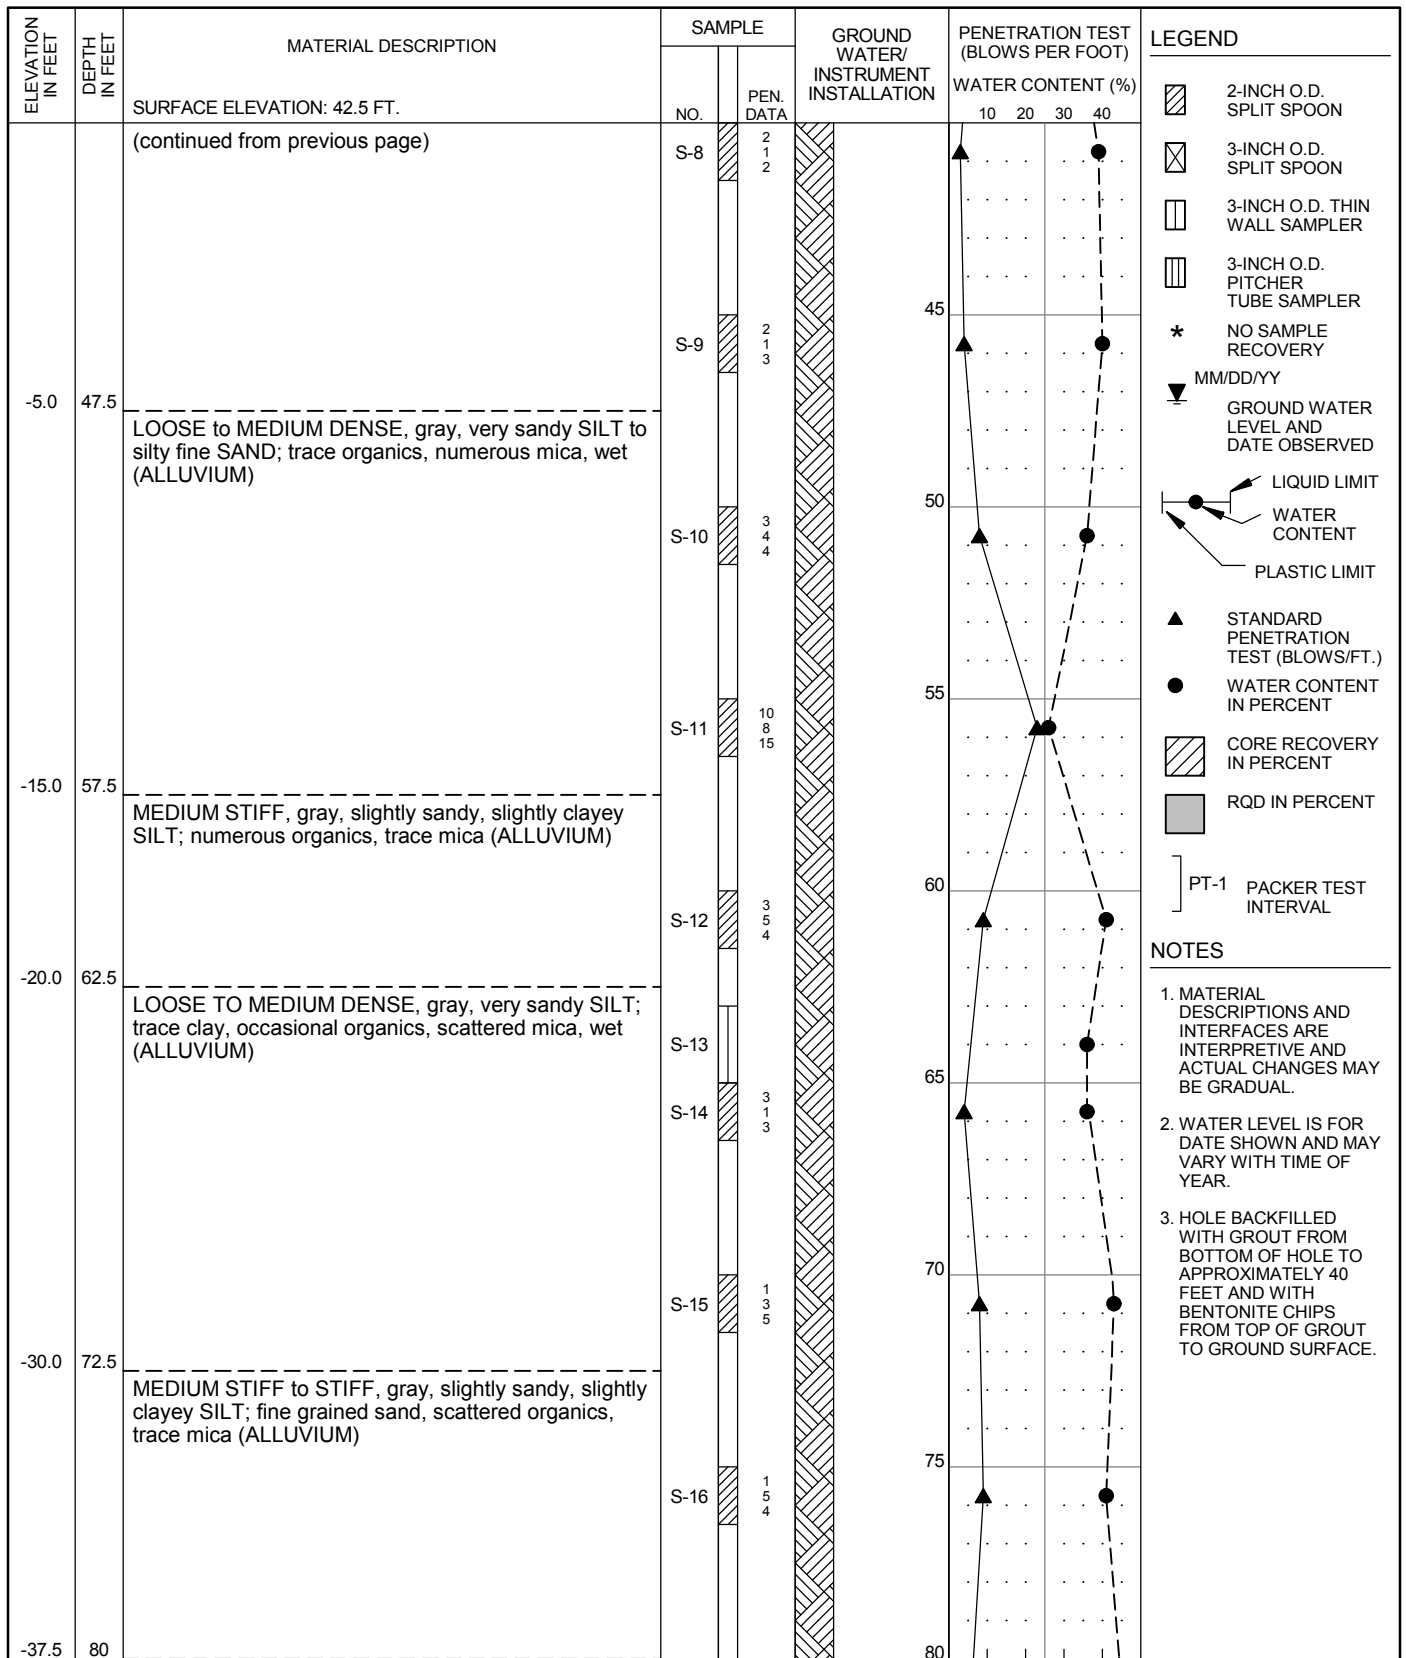 ELEVATION
IN FEET
DEPTH
IN FEET
MATERIAL DESCRIPTION
SURFACE ELEVATION: 42.5 FT.
SAMPLE
NO.
PEN.
DATA
GROUND
WATER/
INSTRUMENT
INSTALLATION
PENETRATION TEST
(BLOWS PER FOOT)
WATER CONTENT (%)
10 20 30 40
(continued from previous page)
S-8
2
1
2
45
S-9
2
1
3
-5.0 47.5
LOOSE to MEDIUM DENSE, gray, very sandy SILT to
silty fine SAND; trace organics, numerous mica, wet
(ALLUVIUM)
50
S-10
3
4
4
55
S-11
10
8
15
-15.0 57.5
MEDIUM STIFF, gray, slightly sandy, slightly clayey
SILT; numerous organics, trace mica (ALLUVIUM)
60
S-12
3
5
4
-20.0 62.5
LOOSE TO MEDIUM DENSE, gray, very sandy SILT;
trace clay, occasional organics, scattered mica, wet
(ALLUVIUM)
S-13
65
S-14
3
1
3
70
S-15
1
3
5
-30.0 72.5
MEDIUM STIFF to STIFF, gray, slightly sandy, slightly
clayey SILT; fine grained sand, scattered organics,
trace mica (ALLUVIUM)
75
S-16
1
5
4
-37.5 80
80
LEGEND
2-INCH O.D.
SPLIT SPOON
3-INCH O.D.
SPLIT SPOON
3-INCH O.D. THIN
WALL SAMPLER
3-INCH O.D.
PITCHER
TUBE SAMPLER
* NO SAMPLE
RECOVERY
MM/DD/YY
GROUND WATER
LEVEL AND
DATE OBSERVED
LIQUID LIMIT
WATER
CONTENT
PLASTIC LIMIT
STANDARD
PENETRATION
TEST (BLOWS/FT.)
WATER CONTENT
IN PERCENT
CORE RECOVERY
IN PERCENT
RQD IN PERCENT
PT-1 PACKER TEST
INTERVAL
NOTES
1. MATERIAL
DESCRIPTIONS AND
INTERFACES ARE
INTERPRETIVE AND
ACTUAL CHANGES MAY
BE GRADUAL.
2. WATER LEVEL IS FOR
DATE SHOWN AND MAY
VARY WITH TIME OF
YEAR.
3. HOLE BACKFILLED
WITH GROUT FROM
BOTTOM OF HOLE TO
APPROXIMATELY 40
FEET AND WITH
BENTONITE CHIPS
FROM TOP OF GROUT
TO GROUND SURFACE.